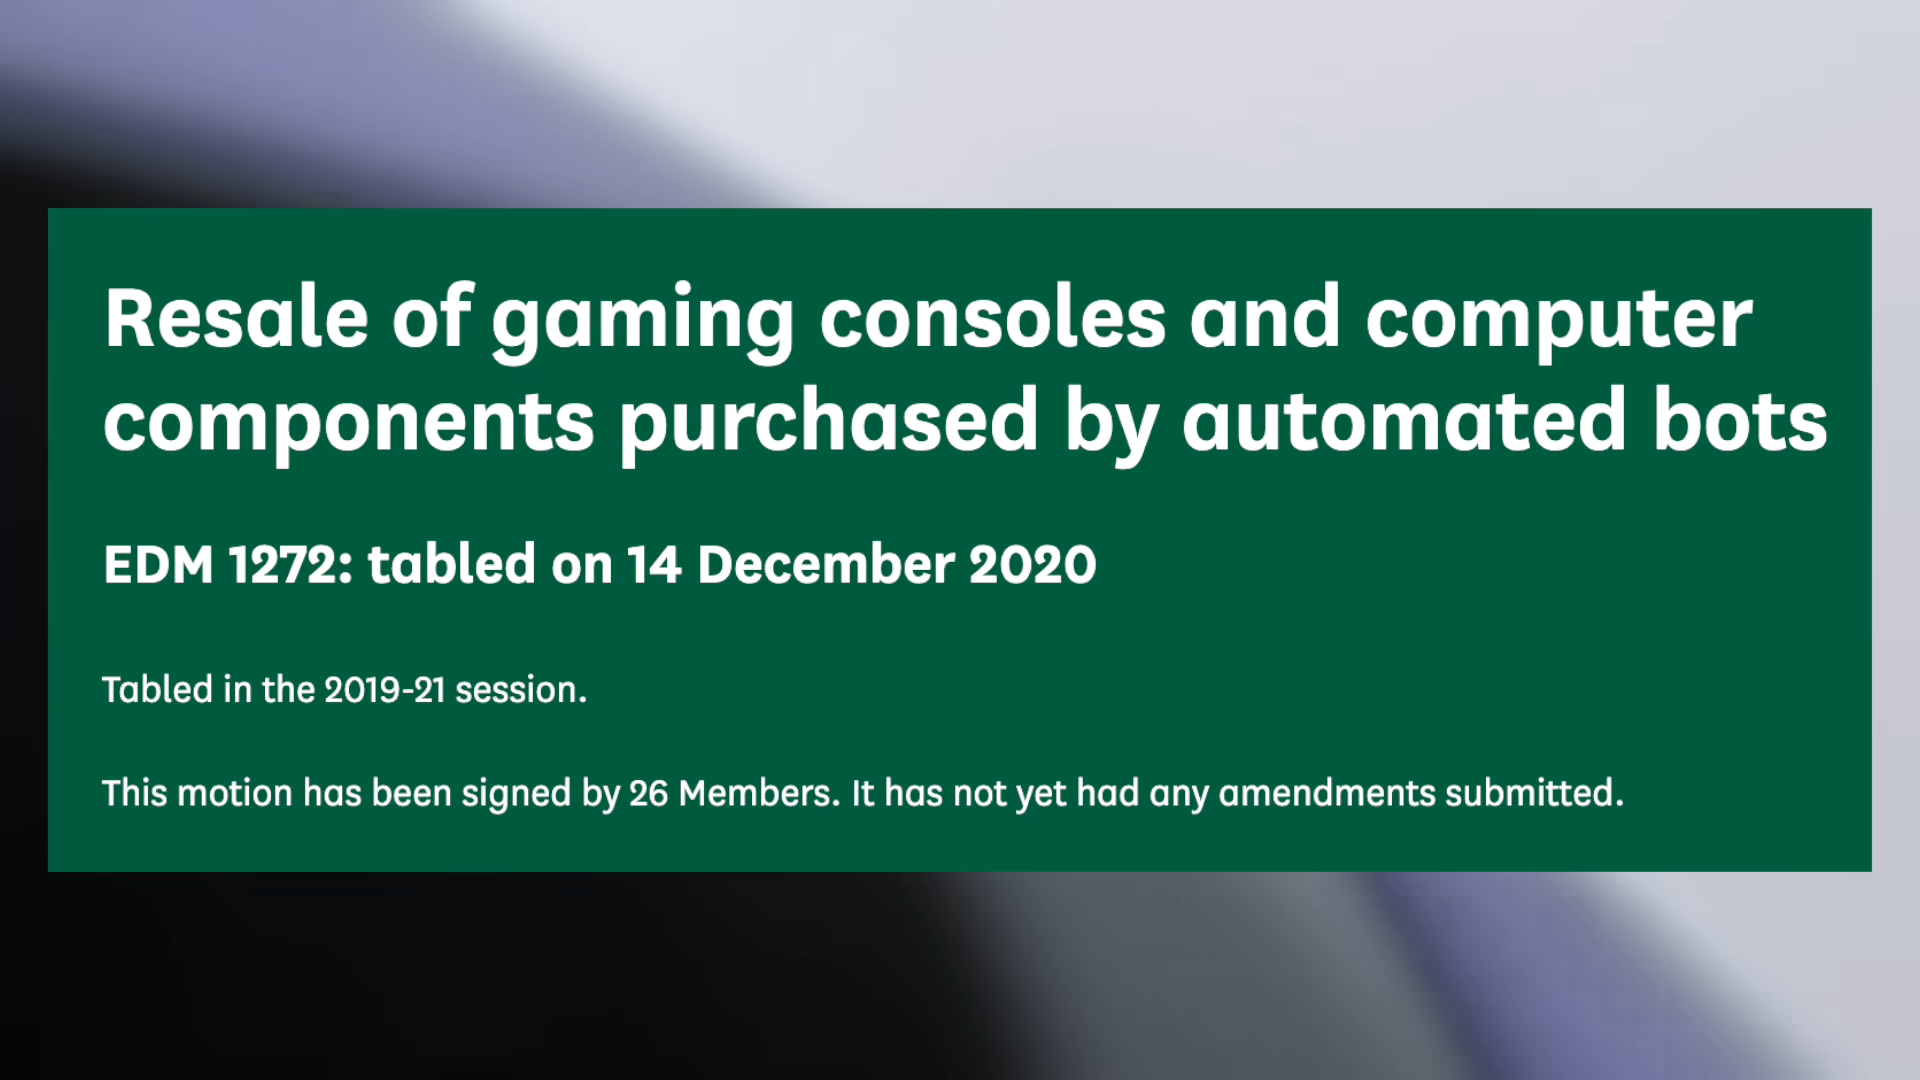 Resale of gaming consoles and computer
components purchased by automated bots
EDM 1272: tabled on 14 December 2020
Tabled in the 2019-21 session.
This motion has been signed by 26 Members. It has not yet had any amendments submitted.